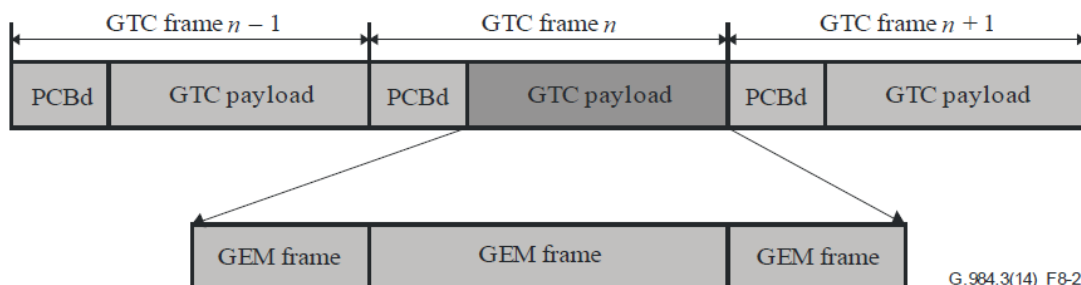 GTC frame n – 1 GTC frame n GTC frame n + 1
PCBd GTC payload PCBd GTC payload PCBd GTC payload
GEM frame GEM frame GEM frame
G.984.3(14)_F8-2